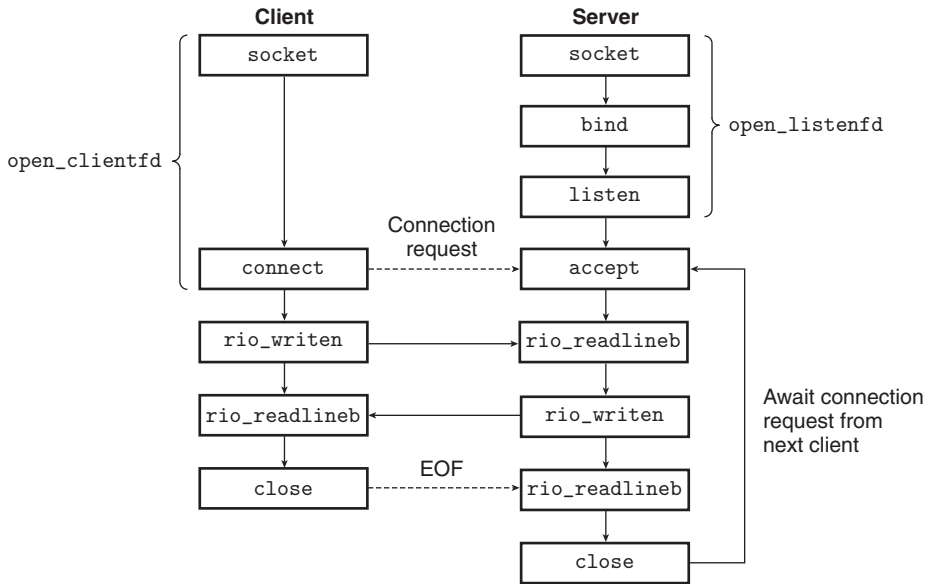 Client
Server
socket
socket
bind
open_listenfd
open_clientfd
listen
Connection
request
connect
accept
rio_writen
rio_readlineb
Await connection
request from
next client
rio_readlineb
rio_writen
EOF
close
rio_readlineb
close